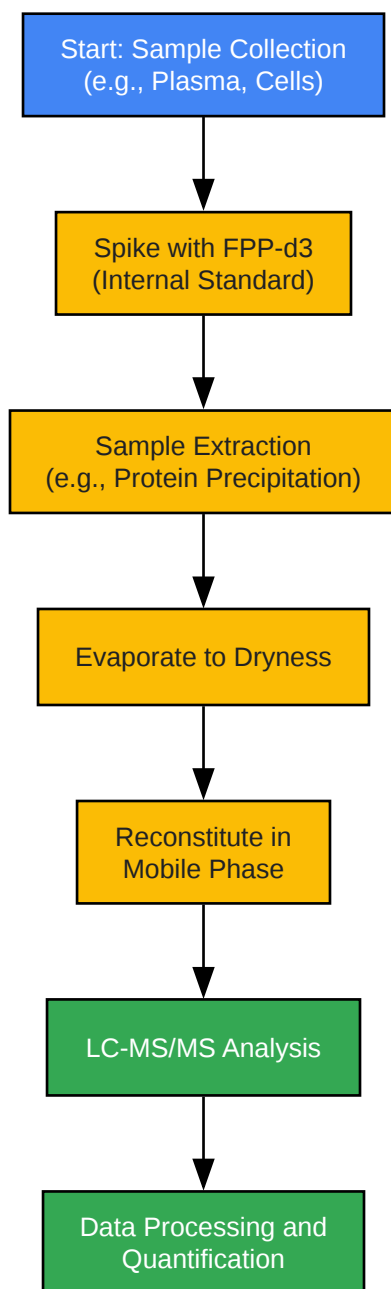 Start: Sample Collection
(e.g., Plasma, Cells)
Spike with FPP-d3
(Internal Standard)
Sample Extraction
(e.g., Protein Precipitation)
Evaporate to Dryness
Reconstitute in
Mobile Phase
LC-MS/MS Analysis
Data Processing and
Quantification